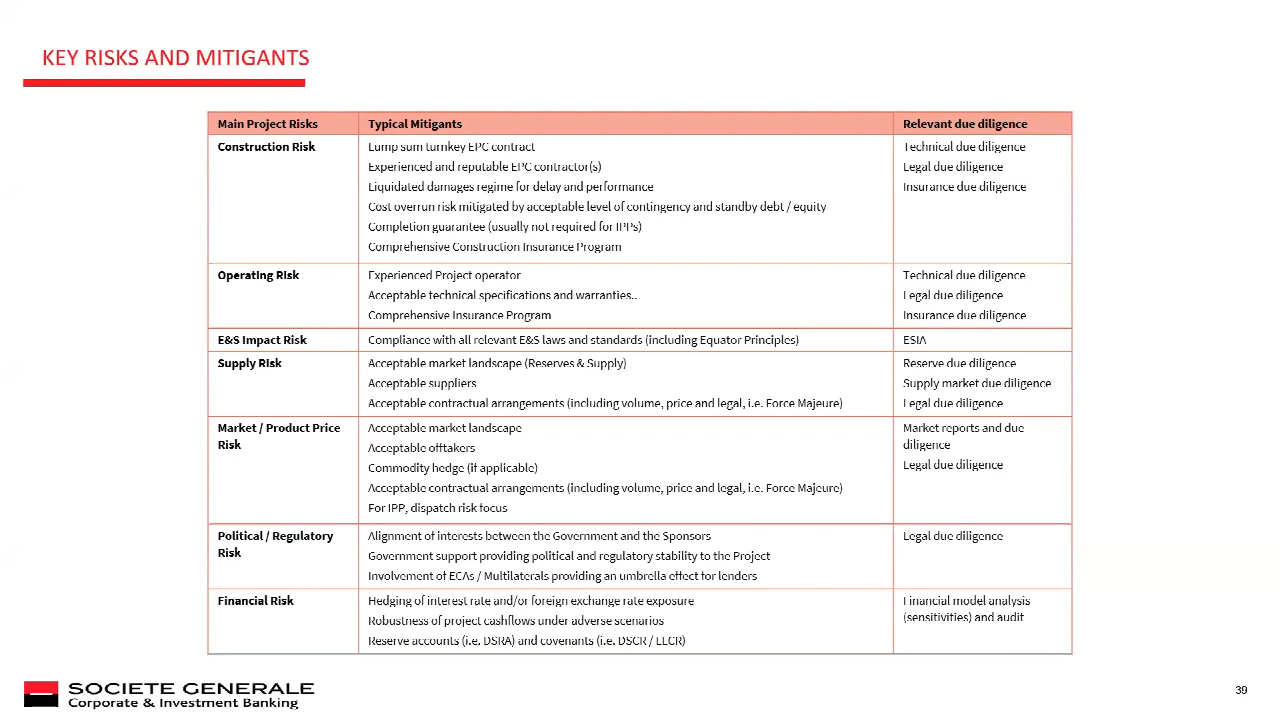 KEY RISKS AND MITIGANTS
Main Project Risks
Typical Mitigants
Relevant due diligence
Construction Risk
Lump sum turnkey EPC contract
Experienced and reputable EPC contractor(s)
Liquidated damages regime for delay and performance
Cost overrun risk mitigated by acceptable level of contingency and standby debt / equity
Completion guarantee (usually not required for IPPs)
Comprehensive Construction Insurance Program
Technical due diligence
Legal due diligence
Insurance due diligence
Operating Risk
Experienced Project operator
Acceptable technical specifications and warranties..
Comprehensive Insurance Program
Technical due diligence
Legal due diligence
Insurance due diligence
E&S Impact Risk
Compliance with all relevant E&S laws and standards (including Equator Principles)
ESIA
Supply Risk
Acceptable market landscape (Reserves & Supply)
Acceptable suppliers
Acceptable contractual arrangements (including volume, price and legal, i.e. Force Majeure)
Reserve due diligence
Supply market due diligence
Legal due diligence
Market / Product Price
Risk
Acceptable market landscape
Acceptable offtakers
Commodity hedge (if applicable)
Acceptable contractual arrangements (including volume, price and legal, i.e. Force Majeure)
For IPP, dispatch risk focus
Market reports and due
diligence
Legal due diligence
Political / Regulatory
Risk
Alignment of interests between the Government and the Sponsors
Government support providing political and regulatory stability to the Project
Involvement of ECAs / Multilaterals providing an umbrella effect for lenders
Legal due diligence
Financial Risk
Hedging of interest rate and/or foreign exchange rate exposure
Robustness of project cashflows under adverse scenarios
Reserve accounts (i.e. DSRA) and covenants (i.e. DSCR / LLCR)
Financial model analysis
(sensitivities) and audit
SOCIETE GENERALE
Corporate & Investment Banking
39